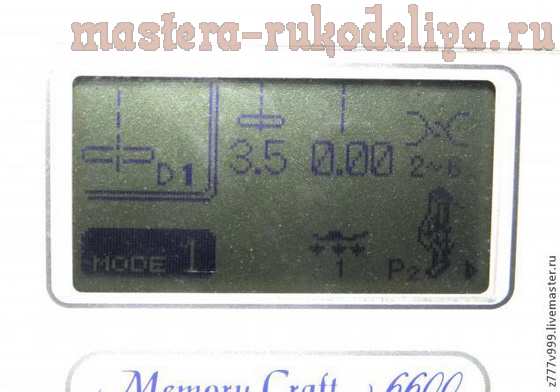 mastera-rukodeliya.ru
D1 3.5 0.00 2~6
MODE 1 1 P2
Memory Craft 6600
z777v999.livemaster.ru